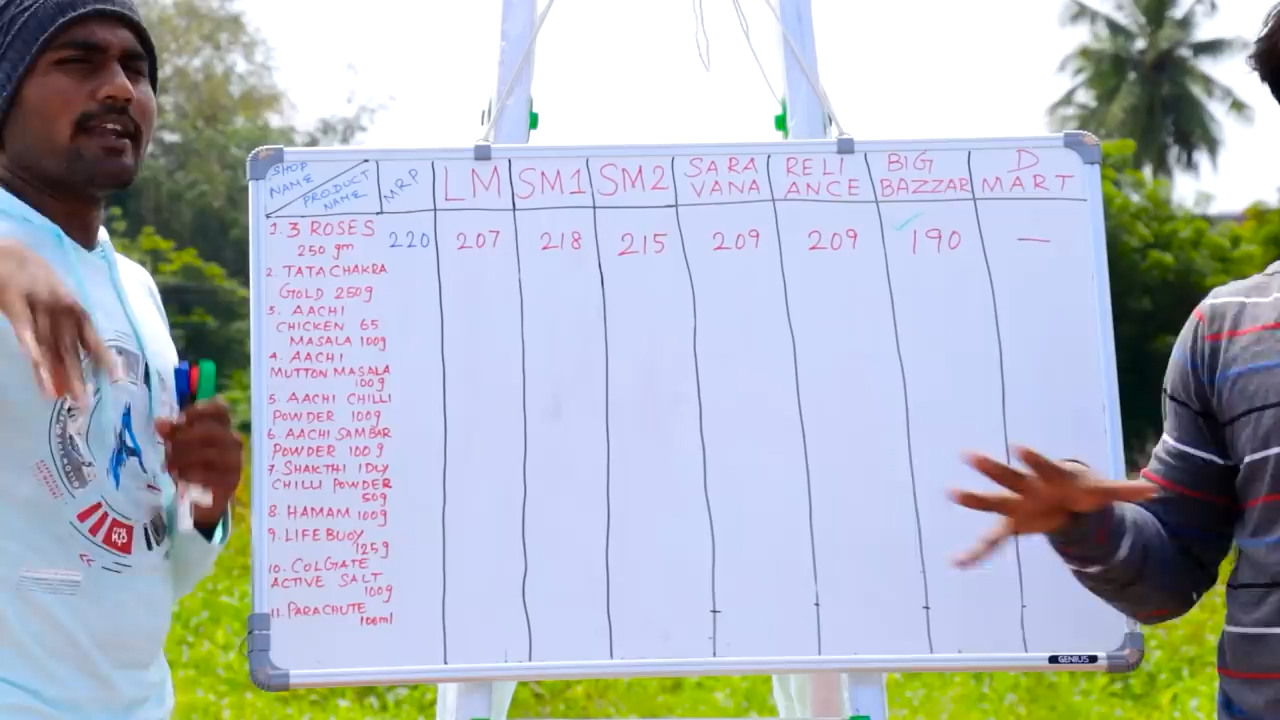 SHOP NAME
PRODUCT NAME
MRP
LM
SM1
SM2
SARA
VANA
RELI
ANCE
BIG
BAZZAR
D
MART
1. 3 ROSES
250 gm
220
207
218
215
209
209
190
—
2. TATA CHAKRA
GOLD 250g
3. AACHI
CHICKEN 65
MASALA 100g
4. AACHI
MUTTON MASALA
100g
5. AACHI CHILLI
POWDER 100g
6. AACHI SAMBAR
POWDER 100g
7. SHAKTHI IDLY
CHILLI POWDER
50g
8. HAMAM 100g
9. LIFEBUOY
125g
10. COLGATE
ACTIVE SALT
100g
11. PARACHUTE
100ml
GENIUS